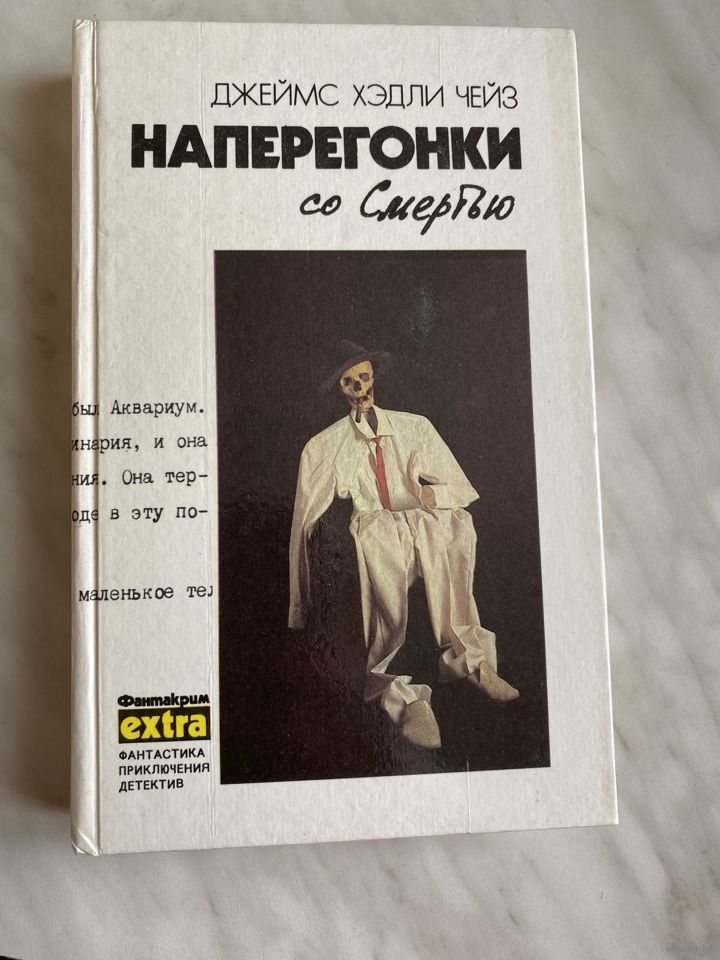 ДЖЕЙМС ХЭДЛИ ЧЕЙЗ
НАПЕРЕГОНКИ
со Смертью
был Аквариум.
инария, и она
ния. Она тер-
оде в эту по-
маленькое тел
Фантакрим
extra
ФАНТАСТИКА
ПРИКЛЮЧЕНИЯ
ДЕТЕКТИВ